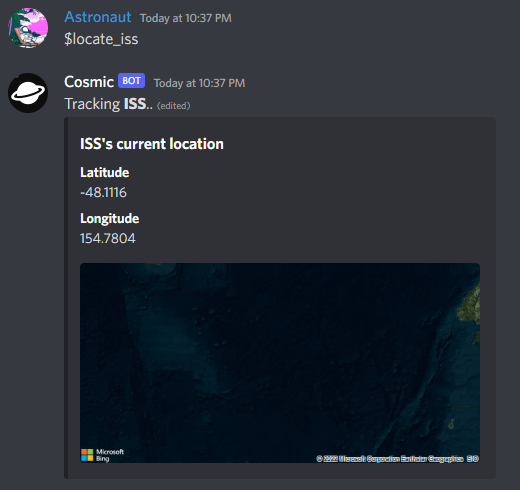 Astronaut Today at 10:37 PM
$locate_iss
Cosmic BOT Today at 10:37 PM
Tracking ISS.. (edited)
ISS's current location
Latitude
-48.1116
Longitude
154.7804
Microsoft
Bing
© 2022 Microsoft Corporation Earthstar Geographics SIO